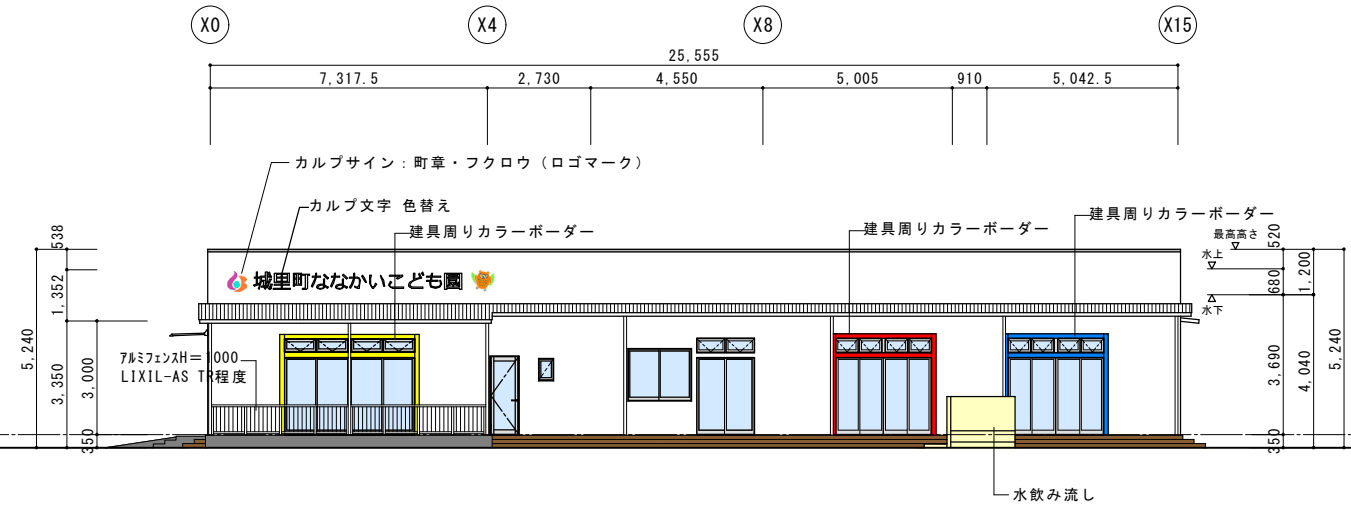 X0
X4
X8
X15
25,555
7,317.5
2,730
4,550
5,005
910
5,042.5
カルプサイン：町章・フクロウ（ロゴマーク）
カルプ文字 色替え
建具周りカラーボーダー
建具周りカラーボーダー
建具周りカラーボーダー
最高高さ
水上
水下
城里町ななかいこども園
538
1,352
5,240
3,350
3,000
350
ｱﾙﾐﾌｪﾝｽH＝1000
LIXIL-AS TR程度
520
680
1,200
3,690
4,040
5,240
350
水飲み流し